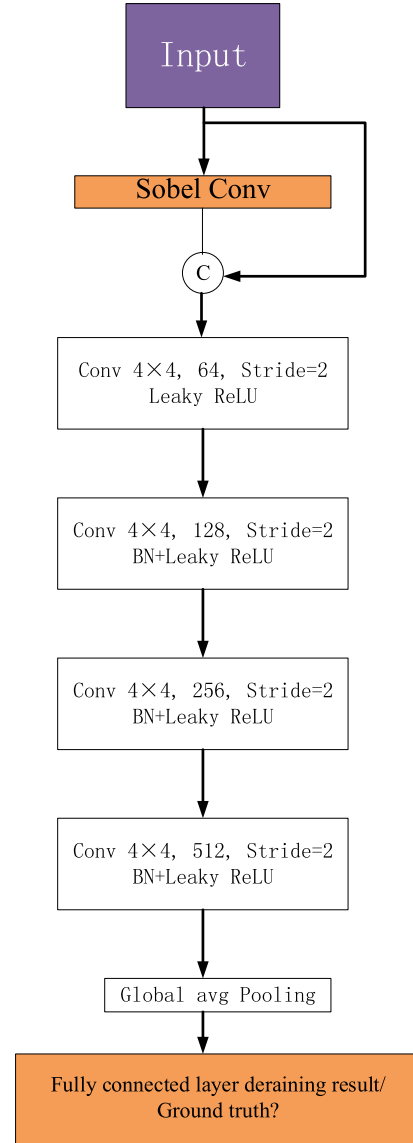 Input
Sobel Conv
C
Conv 4×4, 64, Stride=2
Leaky ReLU
Conv 4×4, 128, Stride=2
BN+Leaky ReLU
Conv 4×4, 256, Stride=2
BN+Leaky ReLU
Conv 4×4, 512, Stride=2
BN+Leaky ReLU
Global avg Pooling
Fully connected layer deraining result/
Ground truth?